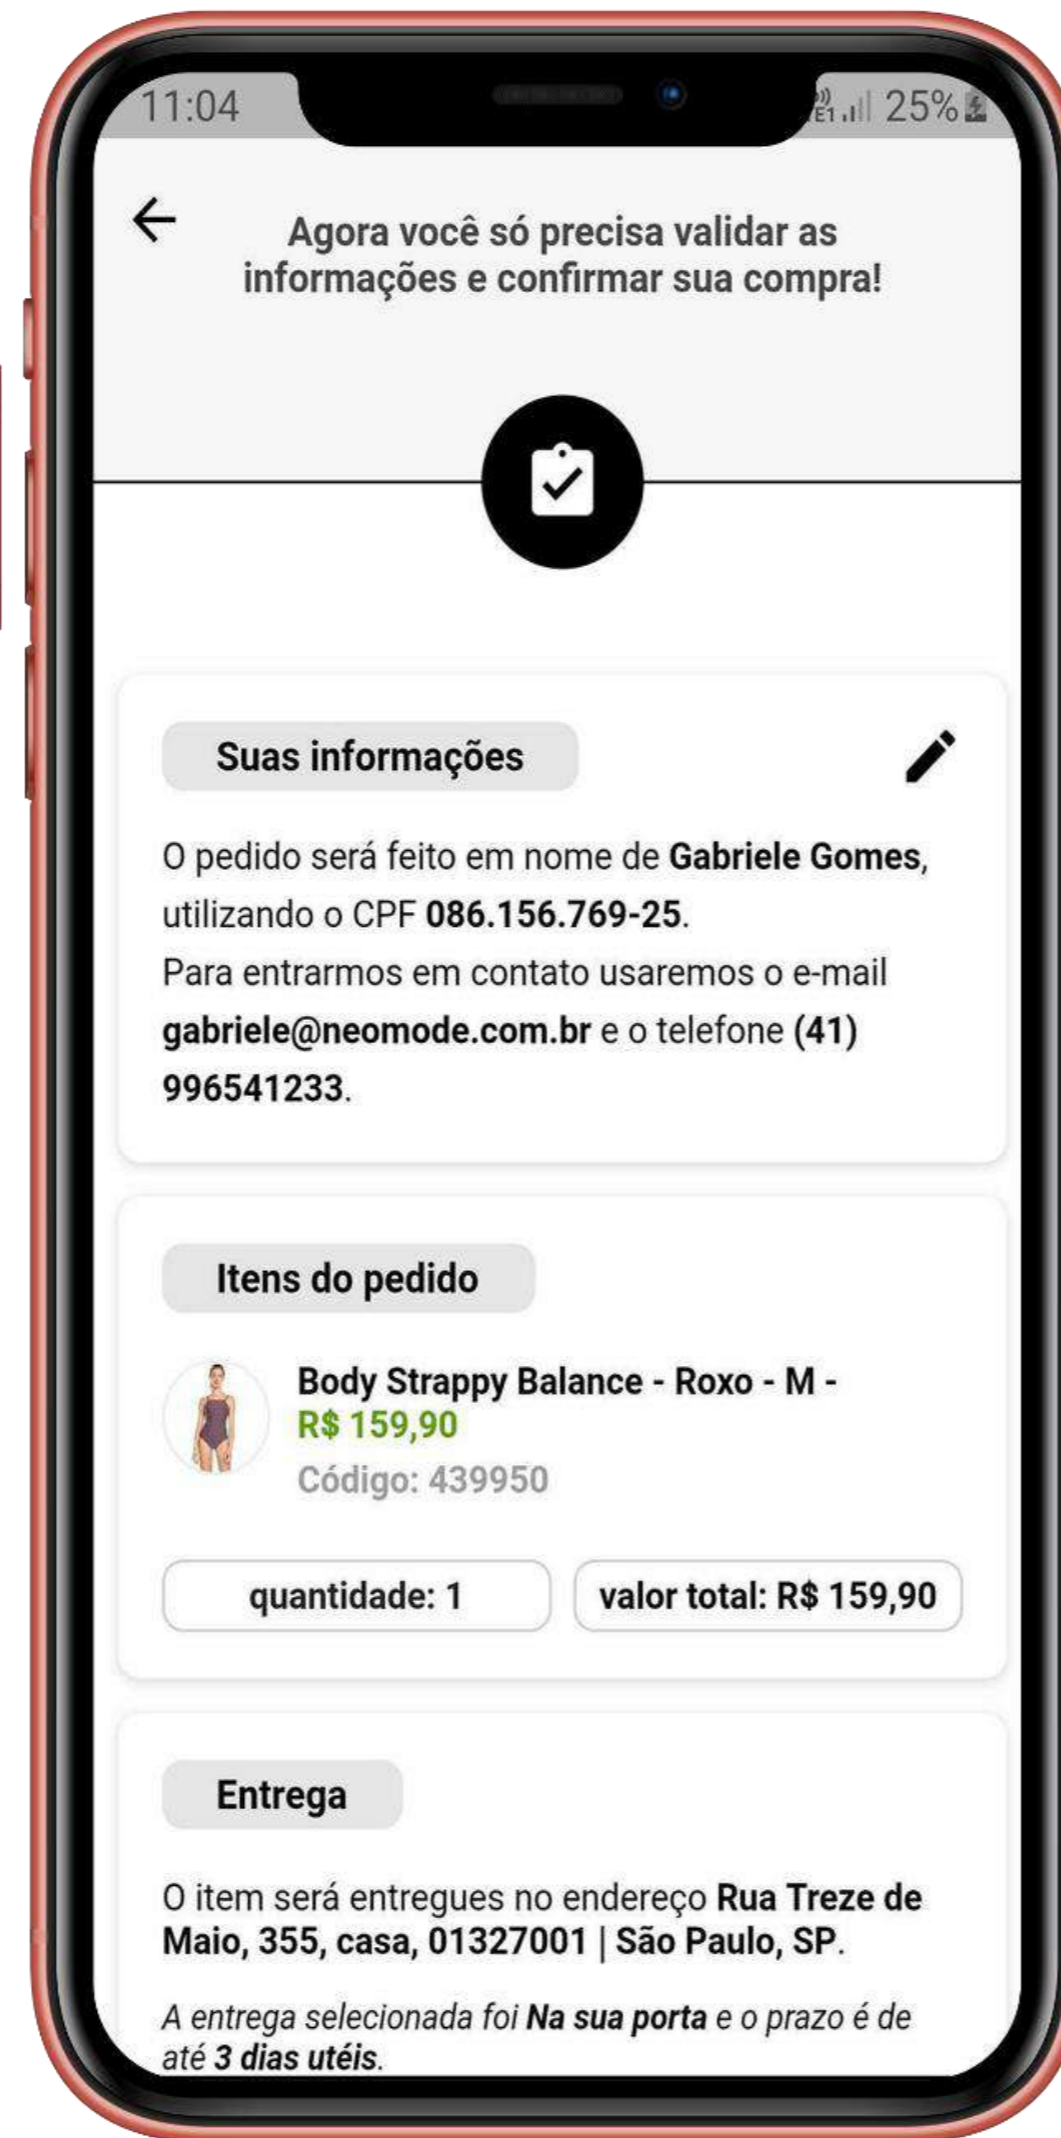 11:04
25%
Agora você só precisa validar as
informações e confirmar sua compra!
Suas informações
O pedido será feito em nome de Gabriele Gomes,
utilizando o CPF 086.156.769-25.
Para entrarmos em contato usaremos o e-mail
gabriele@neomode.com.br e o telefone (41)
996541233.
Itens do pedido
Body Strappy Balance - Roxo - M -
R$ 159,90
Código: 439950
quantidade: 1
valor total: R$ 159,90
Entrega
O item será entregues no endereço Rua Treze de
Maio, 355, casa, 01327001 | São Paulo, SP.
A entrega selecionada foi Na sua porta e o prazo é de
até 3 dias utéis.